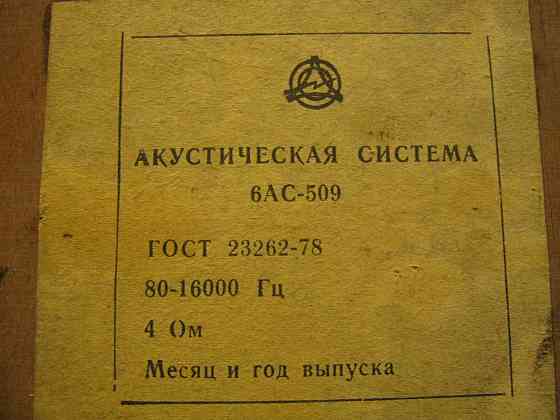 АКУСТИЧЕСКАЯ СИСТЕМА
6АС-509
ГОСТ 23262-78
80-16000 Гц
4 Ом
Месяц и год выпуска